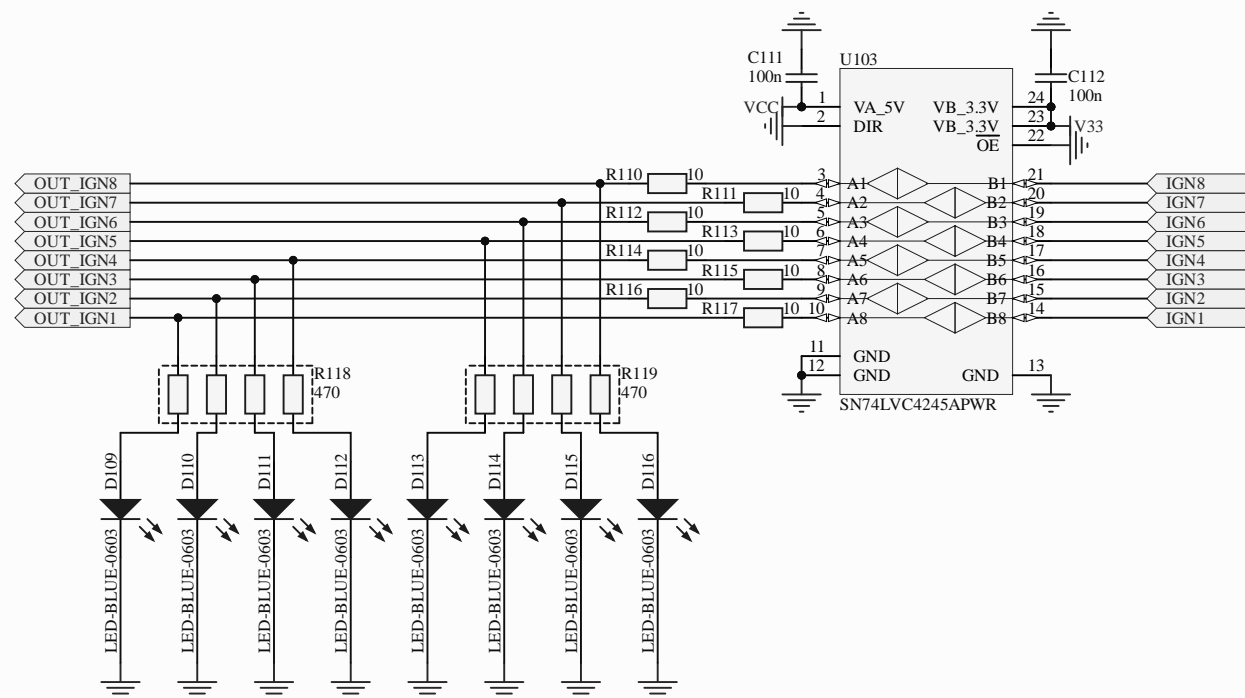 C111
100n
U103
C112
100n
VCC
1
VA_5V
VB_3.3V
24
2
DIR
VB_3.3V
23
V33
OE
22
OUT_IGN8
R110
10
3
A1
B1
21
IGN8
OUT_IGN7
R111
10
4
A2
B2
20
IGN7
OUT_IGN6
R112
10
5
A3
B3
19
IGN6
OUT_IGN5
R113
10
6
A4
B4
18
IGN5
OUT_IGN4
R114
10
7
A5
B5
17
IGN4
OUT_IGN3
R115
10
8
A6
B6
16
IGN3
OUT_IGN2
R116
10
9
A7
B7
15
IGN2
OUT_IGN1
R117
10
10
A8
B8
14
IGN1
11
GND
12
GND
GND
13
SN74LVC4245APWR
R118
470
R119
470
D109
D110
D111
D112
D113
D114
D115
D116
LED-BLUE-0603
LED-BLUE-0603
LED-BLUE-0603
LED-BLUE-0603
LED-BLUE-0603
LED-BLUE-0603
LED-BLUE-0603
LED-BLUE-0603